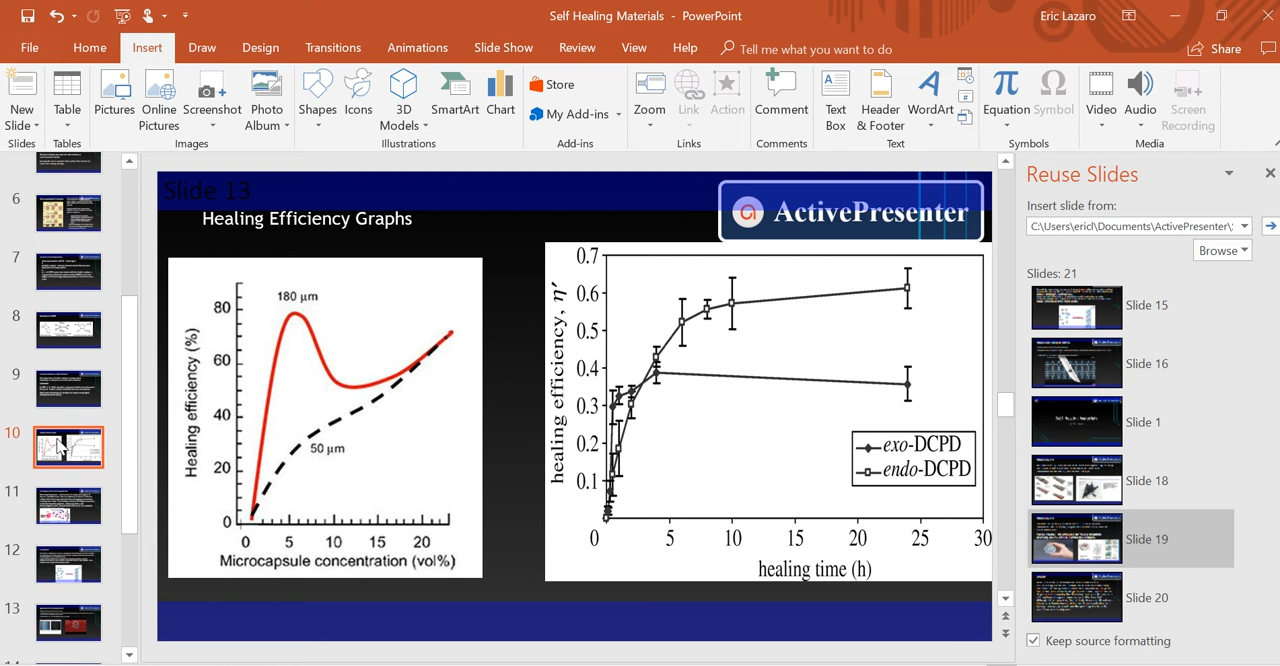 Self Healing Materials - PowerPoint
Eric Lazaro
File Home Insert Draw Design Transitions Animations Slide Show Review View Help Tell me what you want to do
Share
New Slide
Table
Pictures
Online Pictures
Screenshot
Photo Album
Shapes
Icons
3D Models
SmartArt
Chart
Store
My Add-ins
Zoom
Link
Action
Comment
Text Box
Header & Footer
WordArt
Equation
Symbol
Video
Audio
Screen Recording
Slides Tables Images Illustrations Add-ins Links Comments Text Symbols Media
6
7
8
9
10
11
12
13
Slide 13
Healing Efficiency Graphs
ActivePresenter
Healing efficiency (%)
80
60
40
20
0
180 µm
50 µm
0 5 10 15 20
Microcapsule concentration (vol%)
healing efficiency, η′
0.7
0.6
0.5
0.4
0.3
0.2
0.1
exo-DCPD
endo-DCPD
0 5 10 15 20 25 30
healing time (h)
Reuse Slides
Insert slide from:
C:\Users\ericl\Documents\ActivePresenter\
Browse
Slides: 21
Slide 15
Slide 16
Slide 1
Slide 18
Slide 19
Slide 20
Keep source formatting